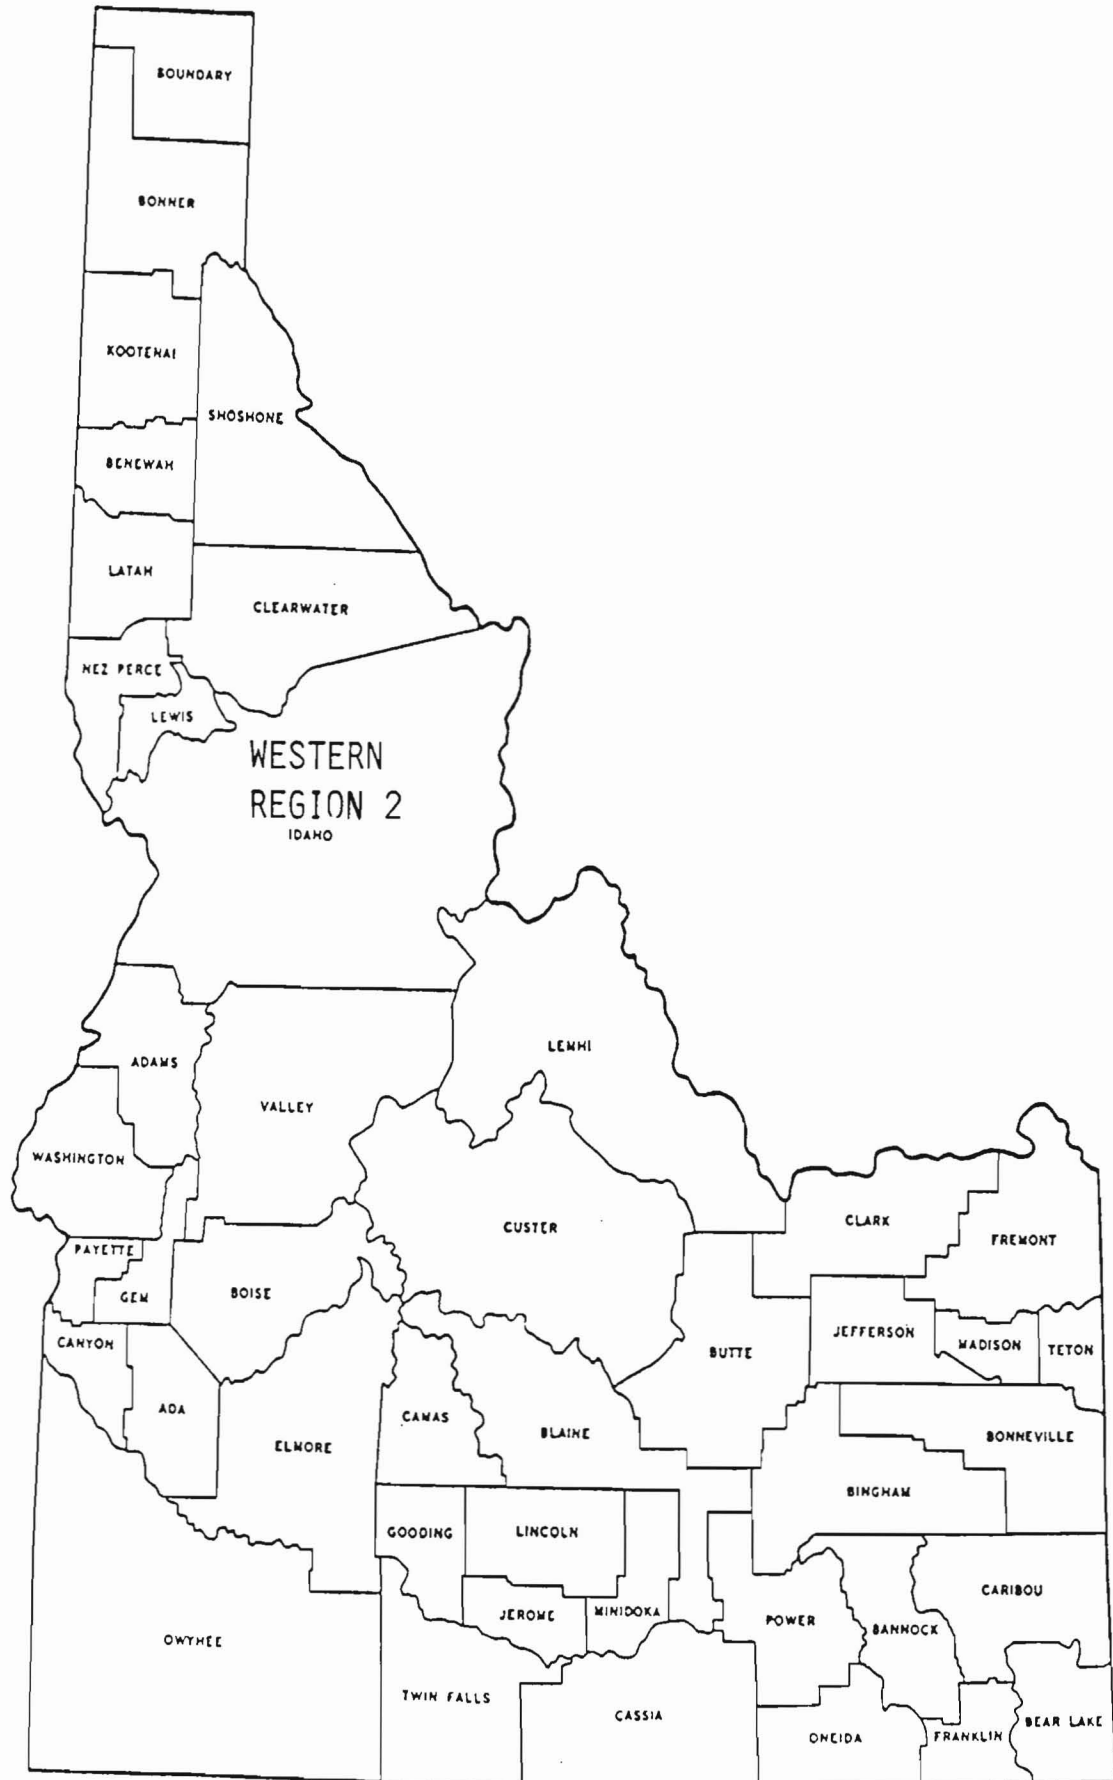 BOUNDARY
BONNER
KOOTENAI
SHOSHONE
BENEWAH
LATAH
CLEARWATER
NEZ PERCE
LEWIS
WESTERN
REGION 2
IDAHO
LEMHI
ADAMS
VALLEY
WASHINGTON
CUSTER
CLARK
FREMONT
PAYETTE
GEM
BOISE
CANYON
JEFFERSON
MADISON
TETON
BUTTE
ADA
CAMAS
BLAINE
ELMORE
BONNEVILLE
BINGHAM
GOODING
LINCOLN
CARIBOU
JEROME
MINIDOKA
POWER
BANNOCK
OWYHEE
TWIN FALLS
CASSIA
ONEIDA
FRANKLIN
BEAR LAKE